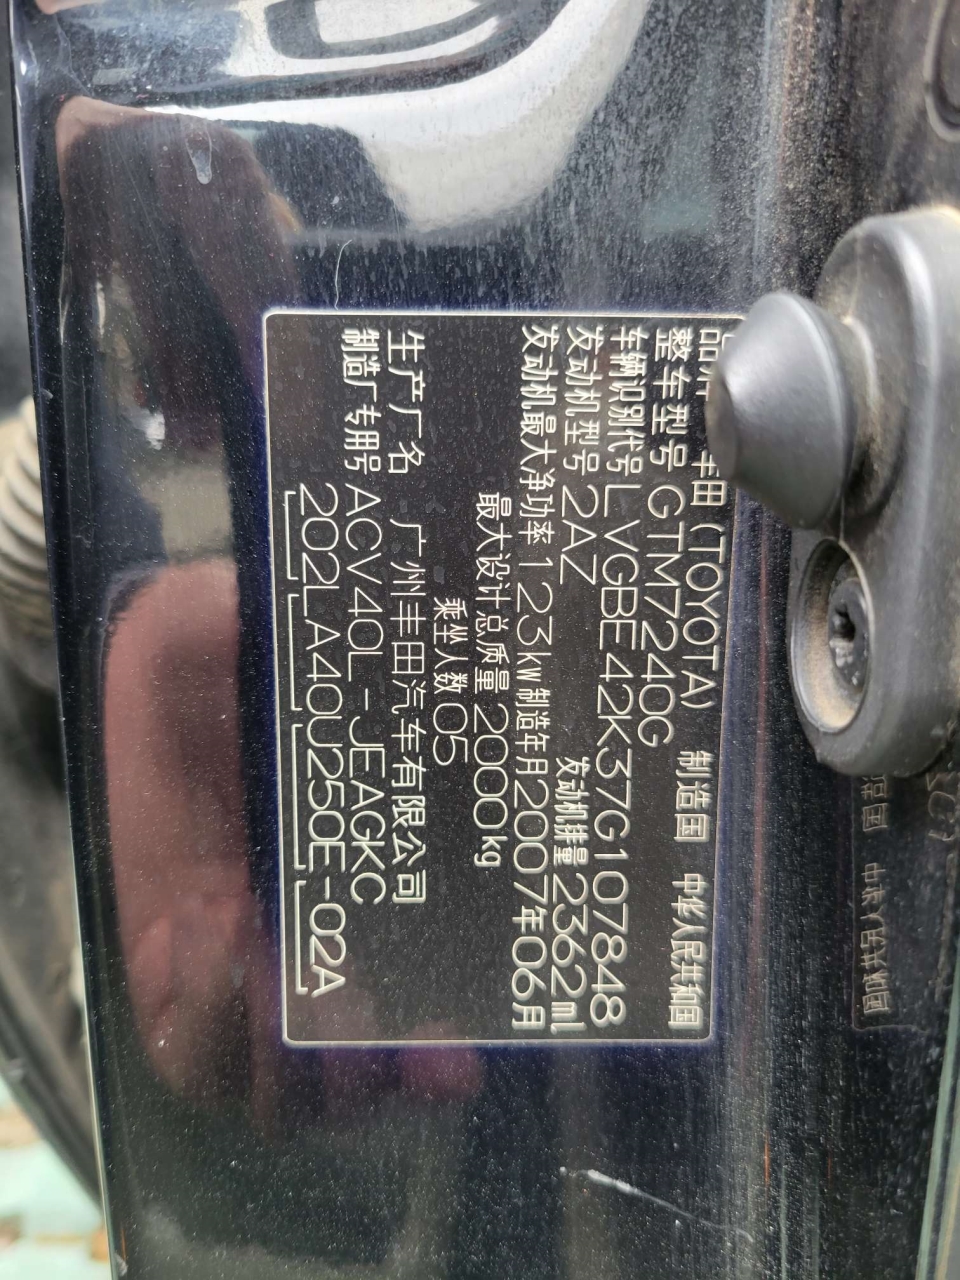 丰田(TOYOTA) 制造国 中华人民共和国
整车型号 GTM7240G
车辆识别代号 LVGBE42K37G107848
发动机型号 2AZ 发动机排量 2362ml
发动机最大净功率 123kW 制造年月 2007年06月
最大设计总质量 2000kg
乘坐人数 05
生产厂名 广州丰田汽车有限公司
制造厂专用号 ACV40L-JEAGKC
202LA40U250E-02A